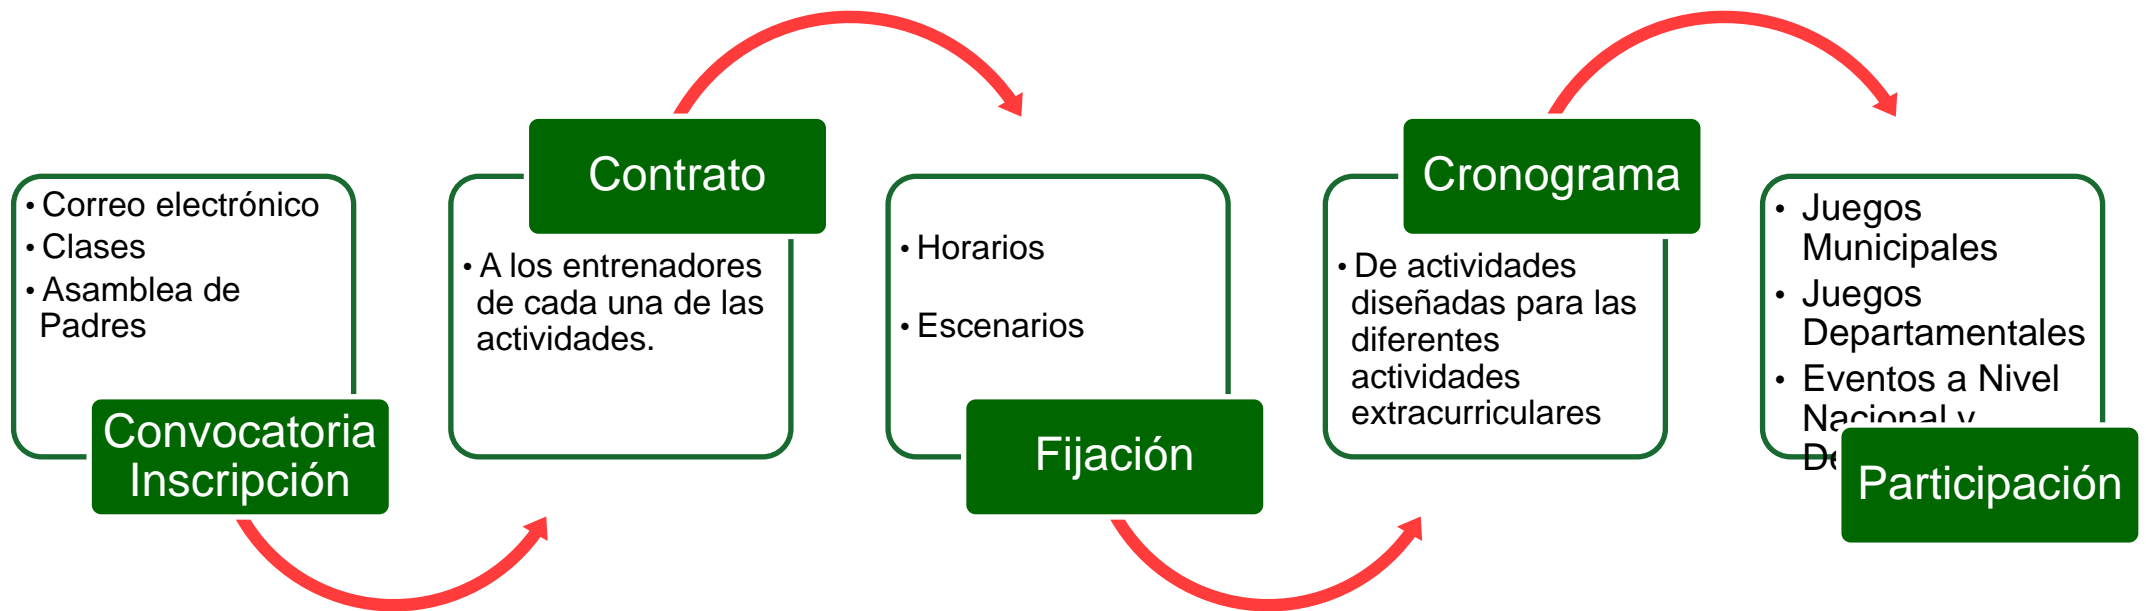 • Correo electrónico
• Clases
• Asamblea de
Padres
Convocatoria
Inscripción
Contrato
• A los entrenadores
de cada una de las
actividades.
• Horarios
• Escenarios
Fijación
Cronograma
• De actividades
diseñadas para las
diferentes
actividades
extracurriculares
• Juegos
Municipales
• Juegos
Departamentales
• Eventos a Nivel
Nacional y
Participación